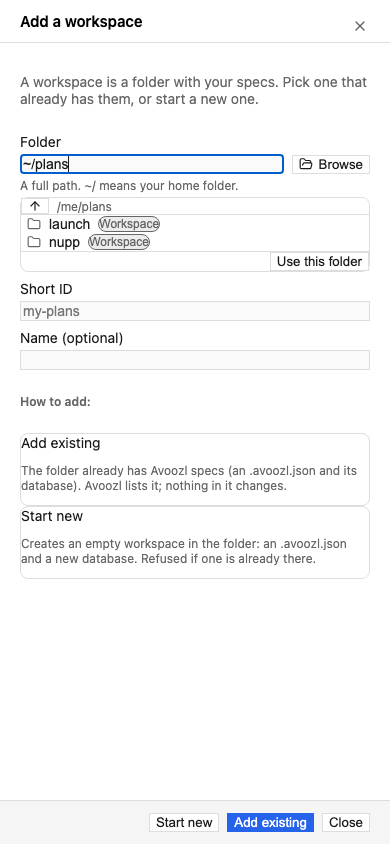 Add a workspace
A workspace is a folder with your specs. Pick one that
already has them, or start a new one.
Folder
~/plans
Browse
A full path. ~/ means your home folder.
/me/plans
launch Workspace
nupp Workspace
Use this folder
Short ID
my-plans
Name (optional)
How to add:
Add existing
The folder already has Avoozl specs (an .avoozl.json and its
database). Avoozl lists it; nothing in it changes.
Start new
Creates an empty workspace in the folder: an .avoozl.json
and a new database. Refused if one is already there.
Start new Add existing Close